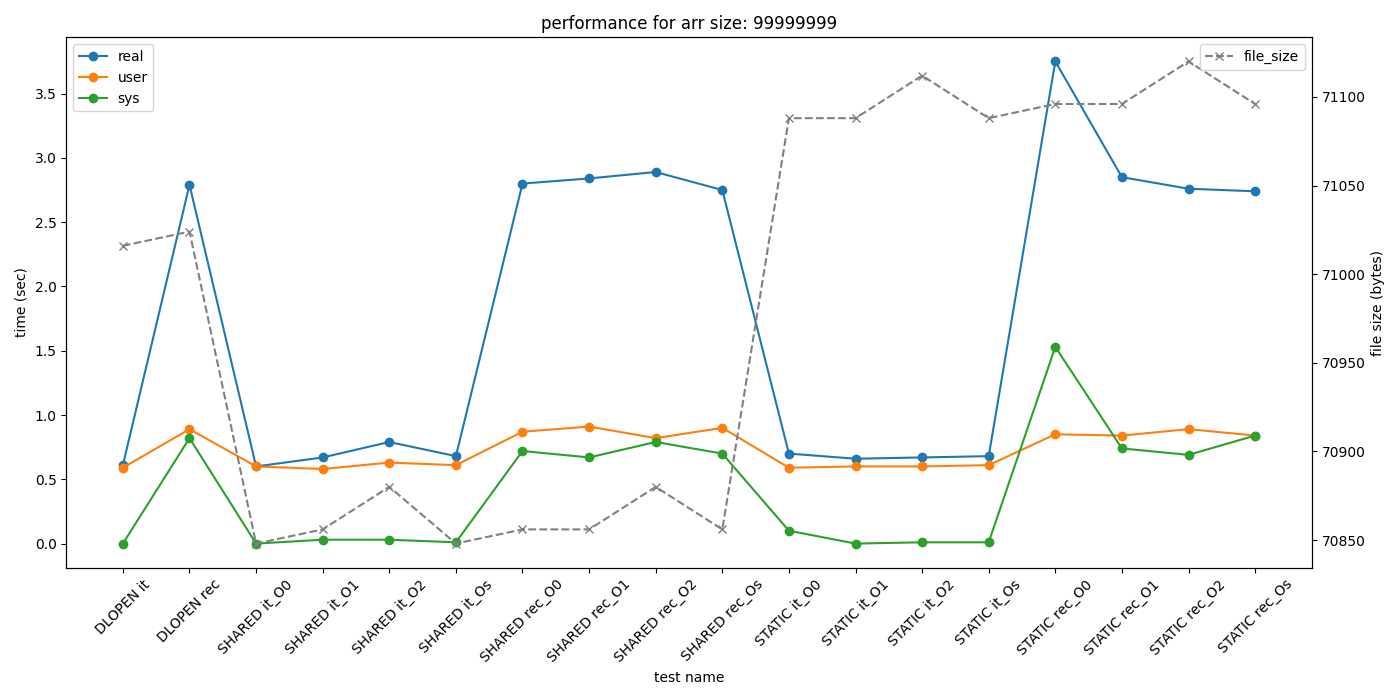 performance for arr size: 99999999
real
user
sys
file_size
time (sec)
3.5
3.0
2.5
2.0
1.5
1.0
0.5
0.0
71100
71050
71000
70950
70900
70850
file size (bytes)
DLOPEN it
DLOPEN rec
SHARED it_O0
SHARED it_O1
SHARED it_O2
SHARED it_Os
SHARED rec_O0
SHARED rec_O1
SHARED rec_O2
SHARED rec_Os
STATIC it_O0
STATIC it_O1
STATIC it_O2
STATIC it_Os
STATIC rec_O0
STATIC rec_O1
STATIC rec_O2
STATIC rec_Os
test name